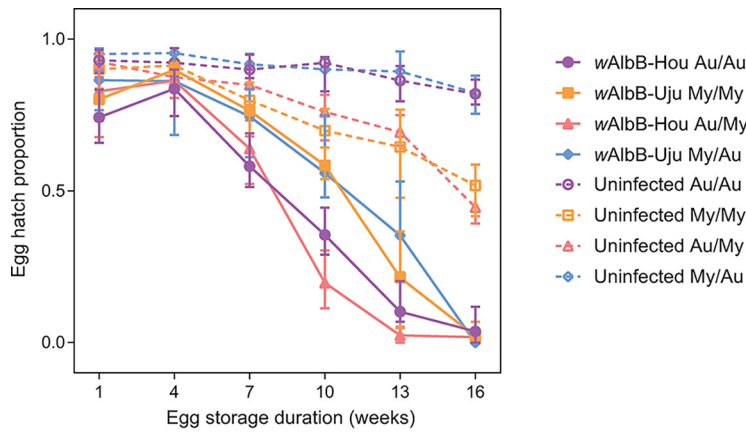 1.0
0.5
0.0
Egg hatch proportion
1 4 7 10 13 16
Egg storage duration (weeks)
wAlbB-Hou Au/Au
wAlbB-Uju My/My
wAlbB-Hou Au/My
wAlbB-Uju My/Au
Uninfected Au/Au
Uninfected My/My
Uninfected Au/My
Uninfected My/Au